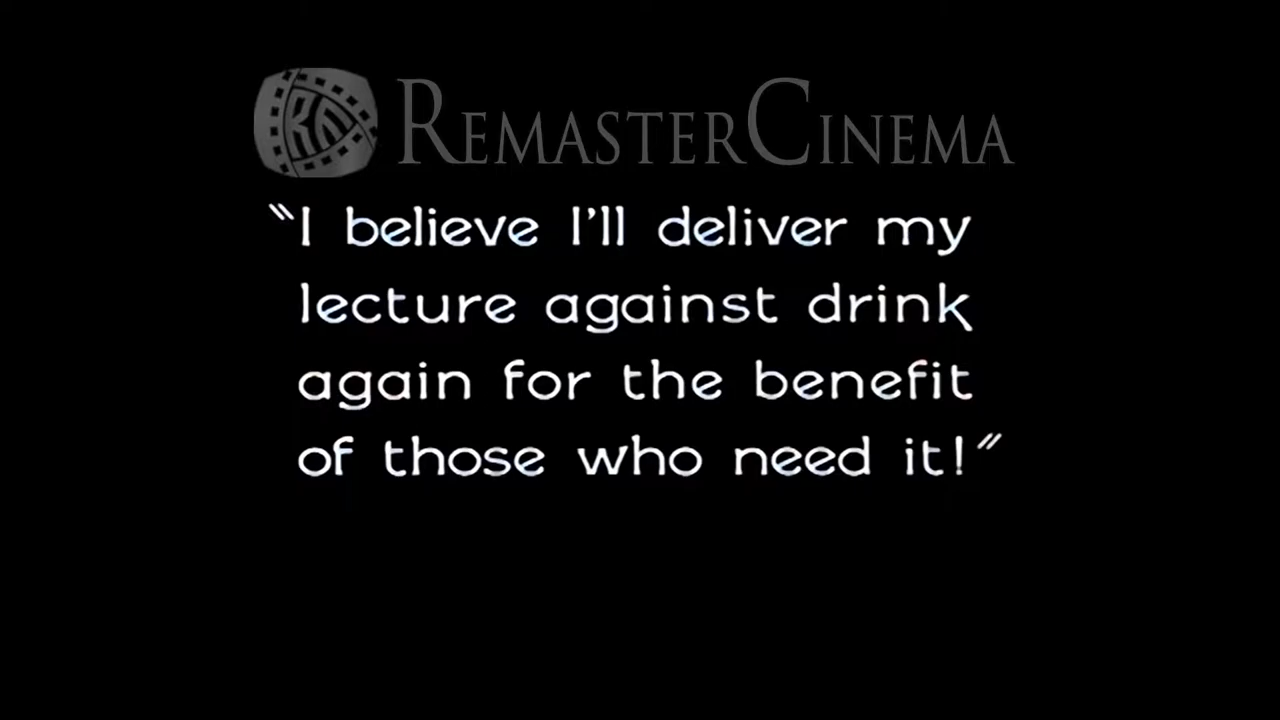 REMASTERCINEMA
"I believe I'll deliver my
lecture against drink
again for the benefit
of those who need it!"